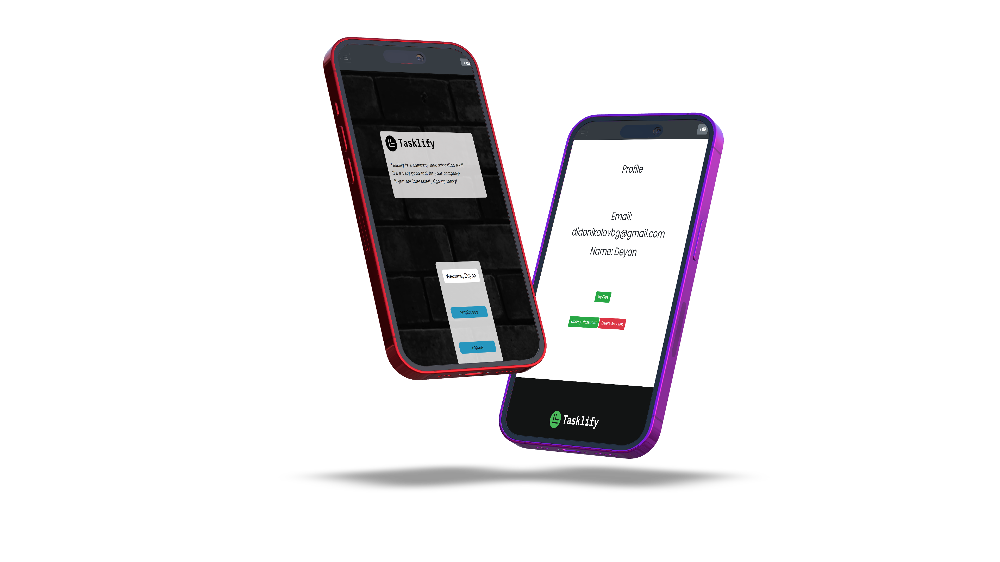 Tasklify
Tasklify is a company task allocation tool!
It's a very good tool for your company!
If you are interested, sign-up today!
Welcome, Deyan
Employees
Logout
Profile
Email:
didonikolovbg@gmail.com
Name: Deyan
My Files
Change Password Delete Account
Tasklify